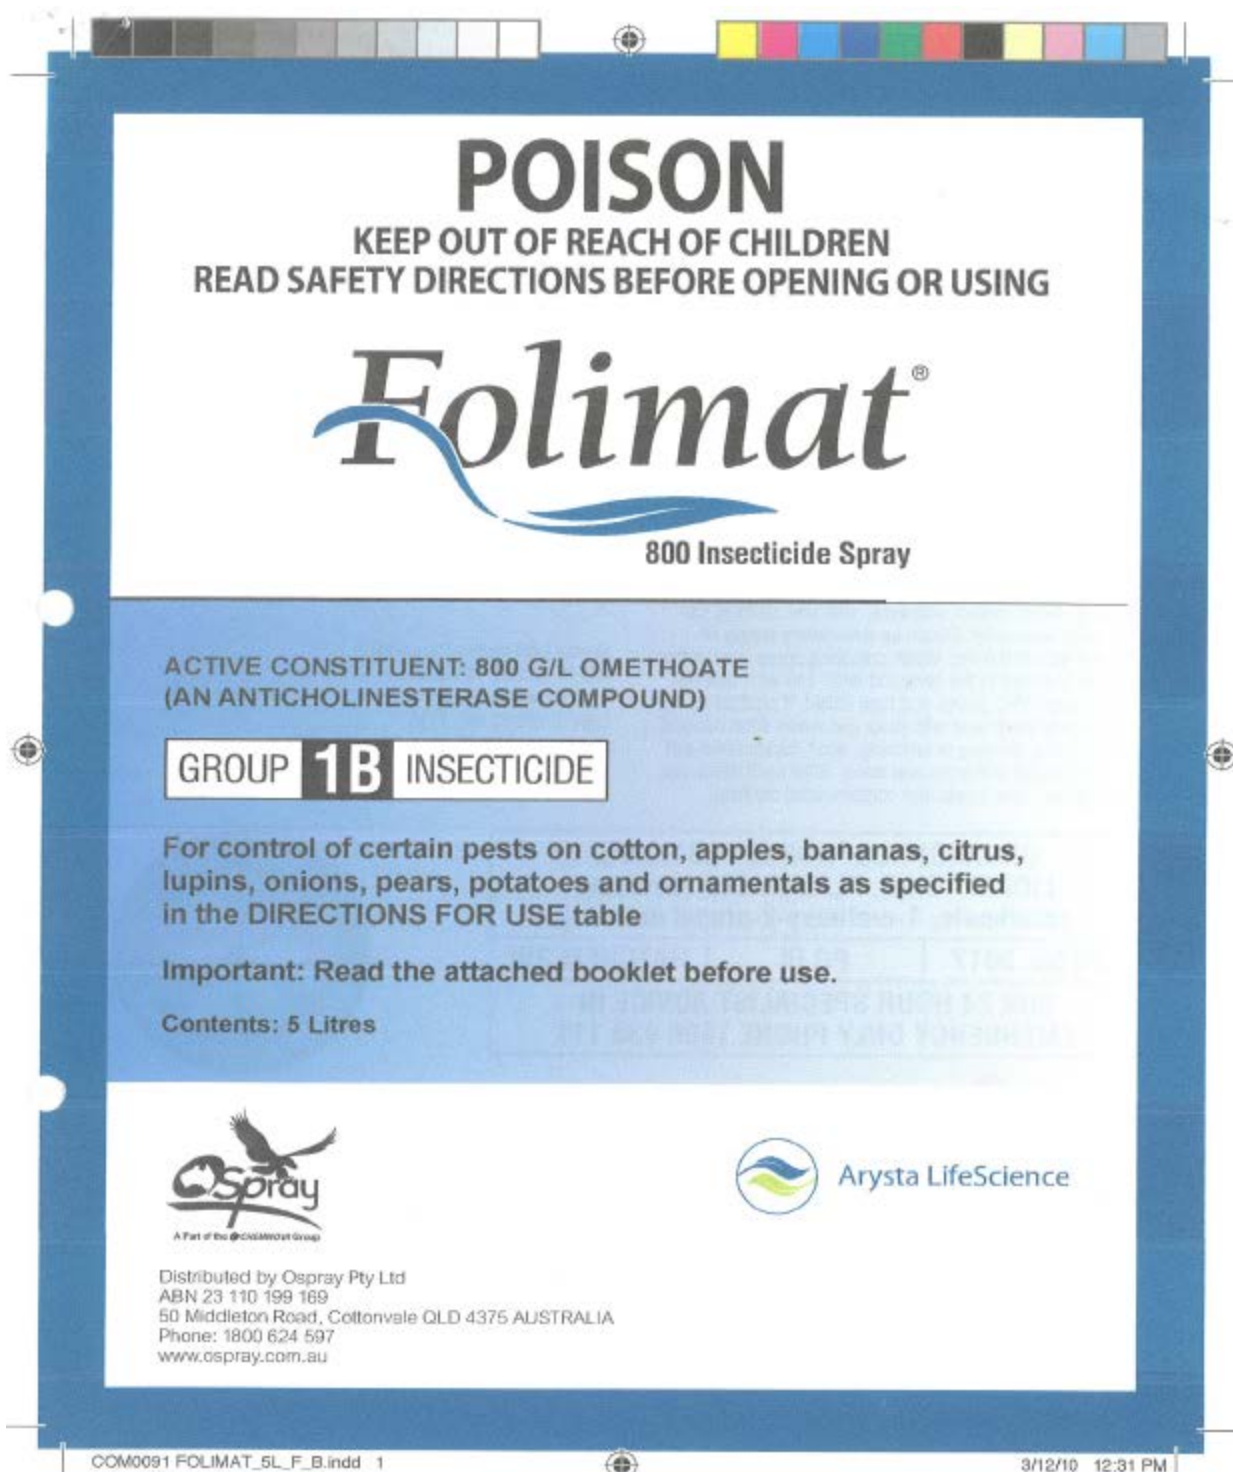 POISON
KEEP OUT OF REACH OF CHILDREN
READ SAFETY DIRECTIONS BEFORE OPENING OR USING
Folimat®
800 Insecticide Spray
ACTIVE CONSTITUENT: 800 G/L OMETHOATE
(AN ANTICHOLINESTERASE COMPOUND)
GROUP 1B INSECTICIDE
For control of certain pests on cotton, apples, bananas, citrus,
lupins, onions, pears, potatoes and ornamentals as specified
in the DIRECTIONS FOR USE table
Important: Read the attached booklet before use.
Contents: 5 Litres
OSpray
A Part of the CHEMINOVA Group
Arysta LifeScience
Distributed by Ospray Pty Ltd
ABN 23 110 199 169
50 Middleton Road, Cottonvale QLD 4375 AUSTRALIA
Phone: 1800 624 597
www.ospray.com.au
COM0091 FOLIMAT_5L_F_B.indd 1
3/12/10 12:31 PM